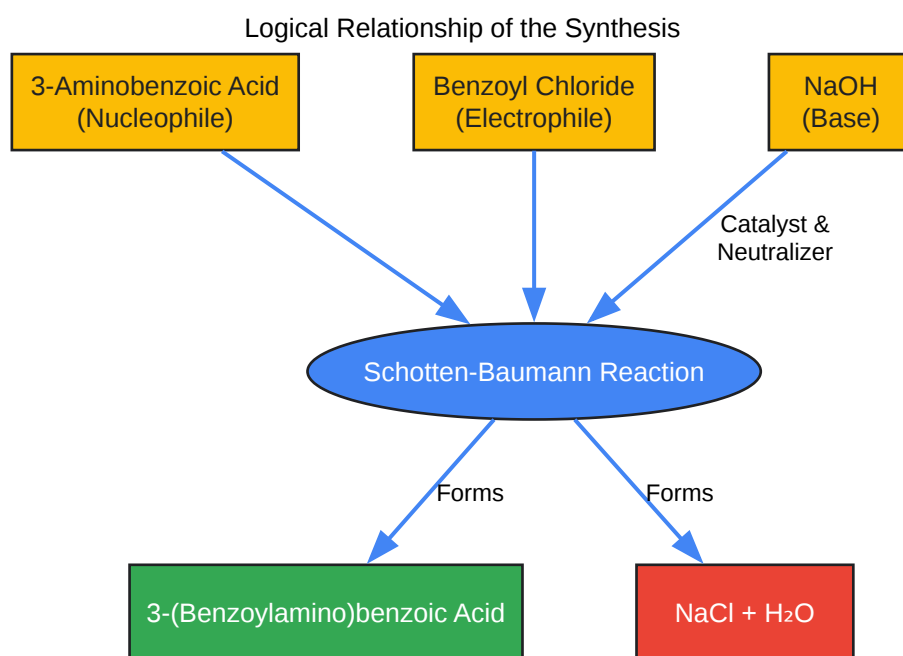 Logical Relationship of the Synthesis
3-Aminobenzoic Acid
(Nucleophile)
Benzoyl Chloride
(Electrophile)
NaOH
(Base)
Catalyst &
Neutralizer
Schotten-Baumann Reaction
Forms
Forms
3-(Benzoylamino)benzoic Acid
NaCl + H₂O